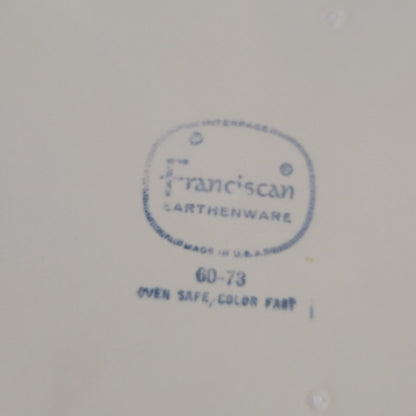 INTERPACE
®
Franciscan ®
EARTHENWARE
MADE IN U.S.A.
60-73
OVEN SAFE, COLOR FAST